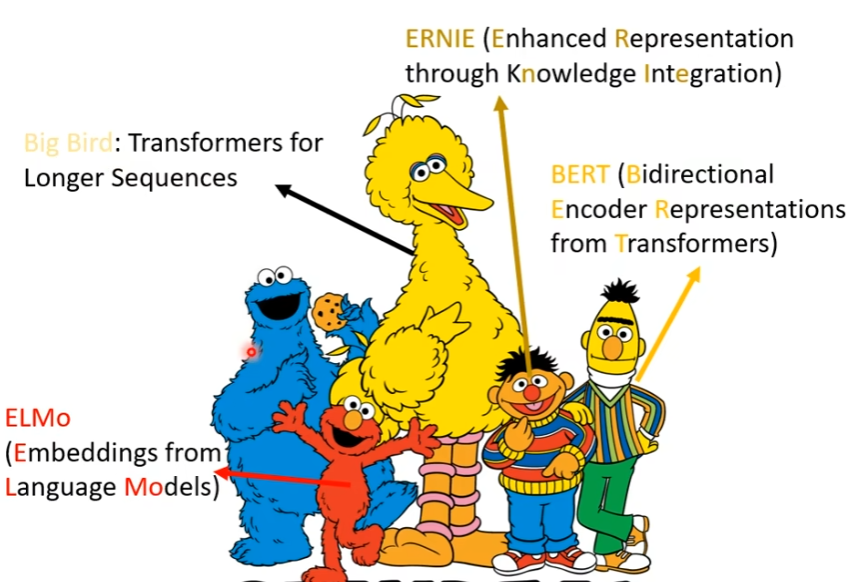 ERNIE (Enhanced Representation
through Knowledge Integration)
Big Bird: Transformers for
Longer Sequences
BERT (Bidirectional
Encoder Representations
from Transformers)
ELMo
(Embeddings from
Language Models)